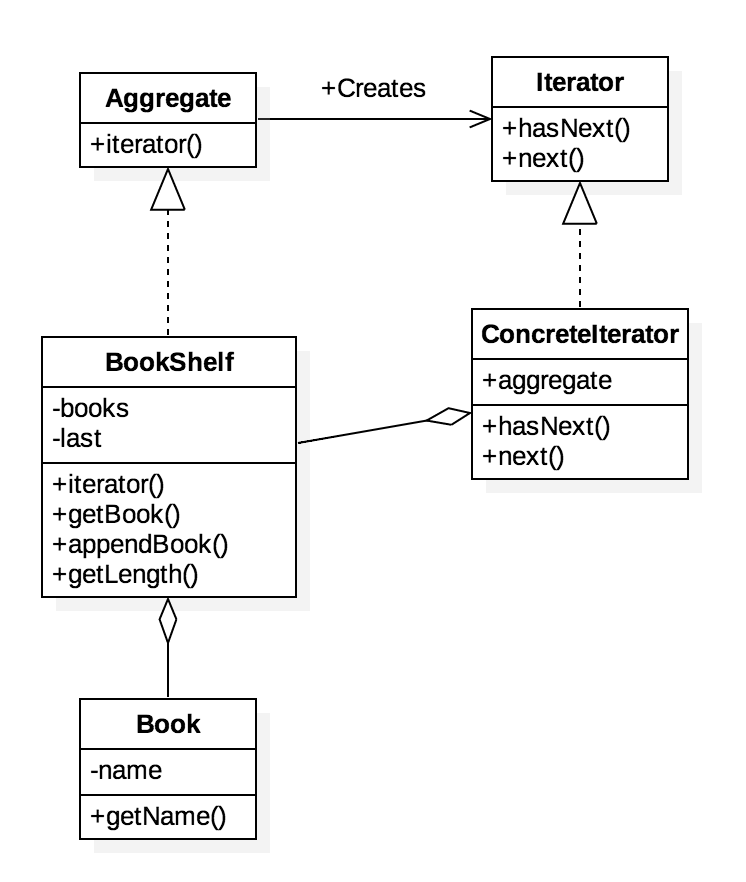 Aggregate
+iterator()
+Creates
Iterator
+hasNext()
+next()
BookShelf
-books
-last
+iterator()
+getBook()
+appendBook()
+getLength()
ConcreteIterator
+aggregate
+hasNext()
+next()
Book
-name
+getName()